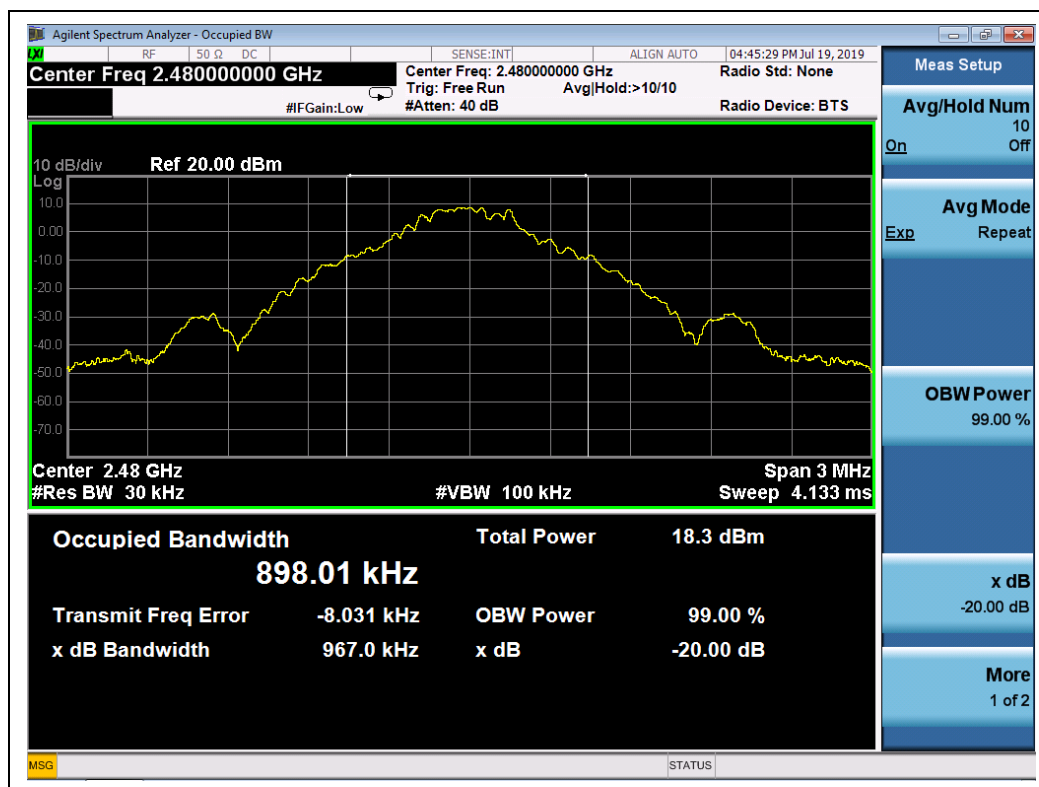 Agilent Spectrum Analyzer - Occupied BW
LXI RF 50 Ω DC SENSE:INT ALIGN AUTO 04:45:29 PM Jul 19, 2019
Center Freq 2.480000000 GHz
Center Freq: 2.480000000 GHz Radio Std: None
Trig: Free Run Avg|Hold:>10/10
#IFGain:Low #Atten: 40 dB Radio Device: BTS
10 dB/div Ref 20.00 dBm
Log
10.0
0.00
-10.0
-20.0
-30.0
-40.0
-50.0
-60.0
-70.0
Center 2.48 GHz Span 3 MHz
#Res BW 30 kHz #VBW 100 kHz Sweep 4.133 ms
Occupied Bandwidth Total Power 18.3 dBm
898.01 kHz
Transmit Freq Error -8.031 kHz OBW Power 99.00 %
x dB Bandwidth 967.0 kHz x dB -20.00 dB
Meas Setup
Avg/Hold Num
10
On Off
Avg Mode
Exp Repeat
OBW Power
99.00 %
x dB
-20.00 dB
More
1 of 2
MSG STATUS